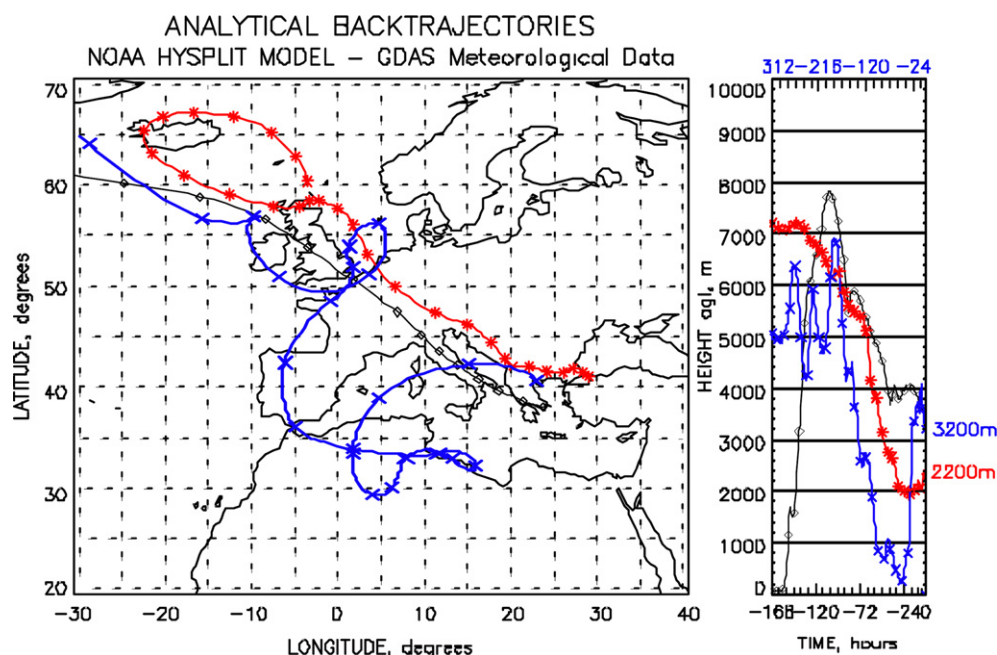 ANALYTICAL BACKTRAJECTORIES
NOAA HYSPLIT MODEL – GDAS Meteorological Data
312 -216 -120 -24
70
60
50
40
30
20
LATITUDE, degrees
-30 -20 -10 0 10 20 30 40
LONGITUDE, degrees
10000
9000
8000
7000
6000
5000
4000
3000
2000
1000
0
HEIGHT agl, m
3200m
2200m
-168 -120 -72 -240
TIME, hours